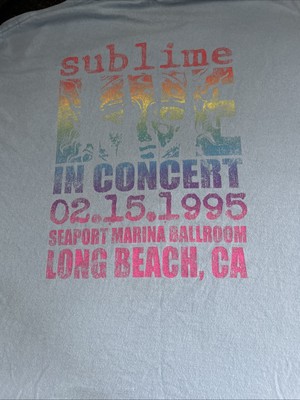 sublime
LIVE
IN CONCERT
02.15.1995
SEAPORT MARINA BALLROOM
LONG BEACH, CA